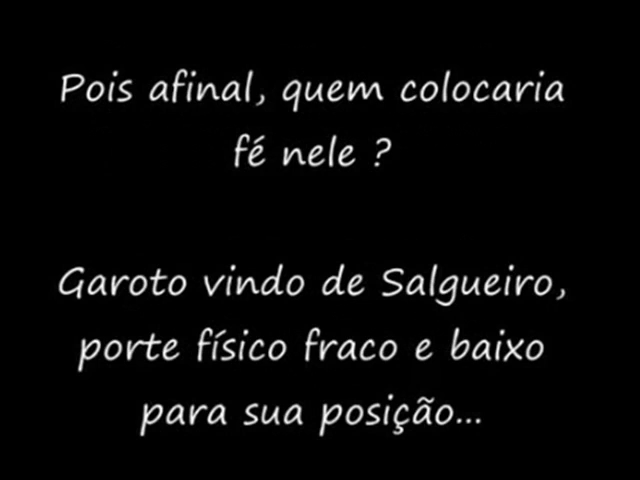 Pois afinal, quem colocaria
fé nele ?
Garoto vindo de Salgueiro,
porte físico fraco e baixo
para sua posição...